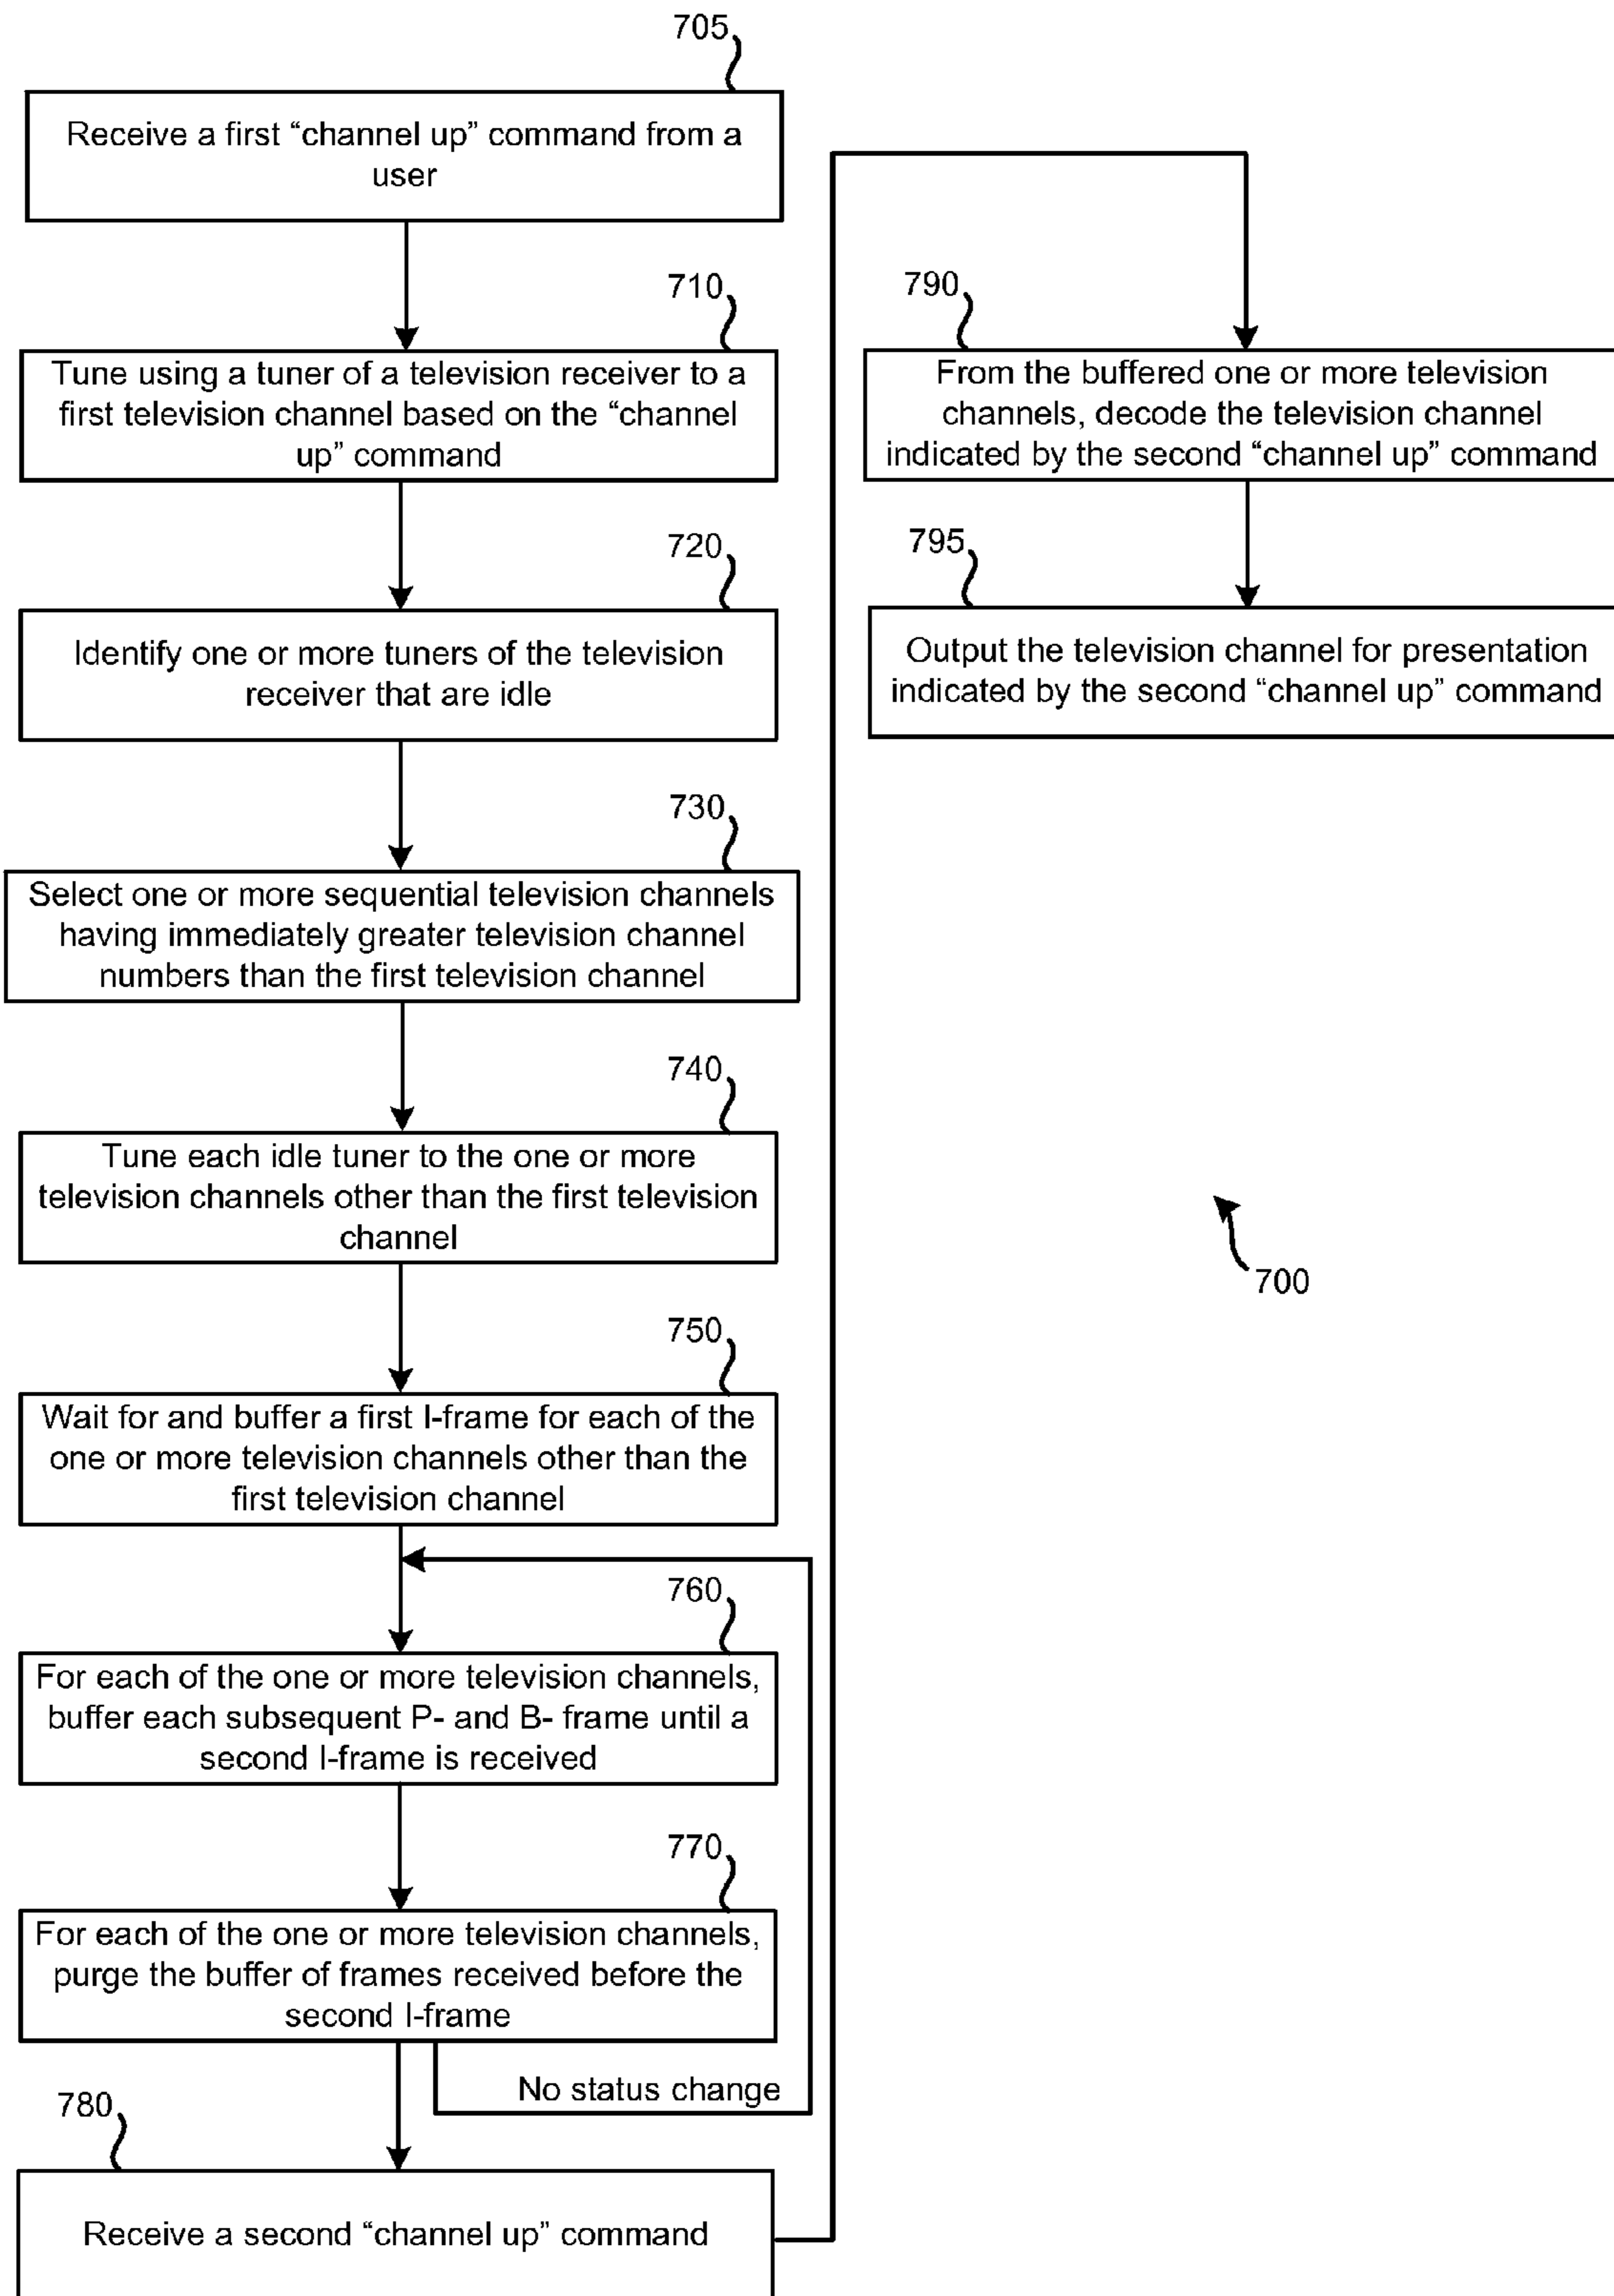 705
Receive a first “channel up” command from a
user
710
Tune using a tuner of a television receiver to a
first television channel based on the “channel
up” command
720
Identify one or more tuners of the television
receiver that are idle
730
Select one or more sequential television channels
having immediately greater television channel
numbers than the first television channel
740
Tune each idle tuner to the one or more
television channels other than the first television
channel
750
Wait for and buffer a first I-frame for each of the
one or more television channels other than the
first television channel
760
For each of the one or more television channels,
buffer each subsequent P- and B- frame until a
second I-frame is received
770
For each of the one or more television channels,
purge the buffer of frames received before the
second I-frame
No status change
780
Receive a second “channel up” command
790
From the buffered one or more television
channels, decode the television channel
indicated by the second “channel up” command
795
Output the television channel for presentation
indicated by the second “channel up” command
700